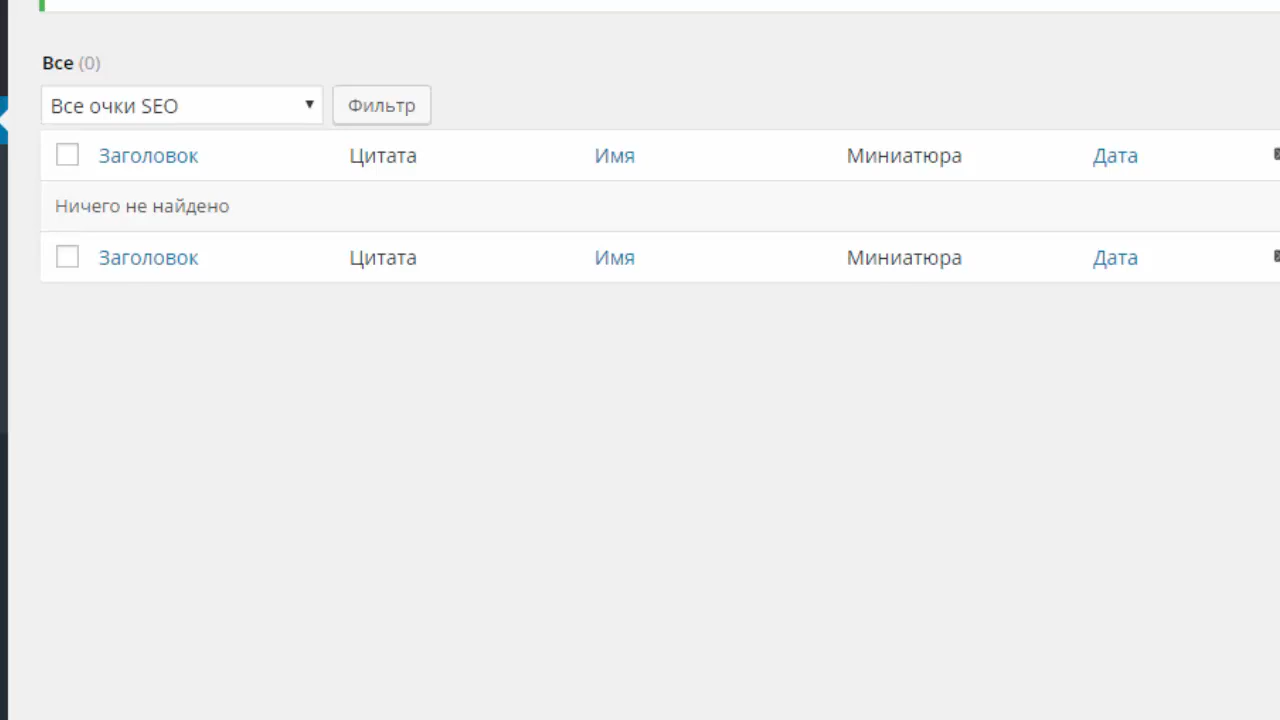 Все (0)
Все очки SEO Фильтр
Заголовок Цитата Имя Миниатюра Дата
Ничего не найдено
Заголовок Цитата Имя Миниатюра Дата